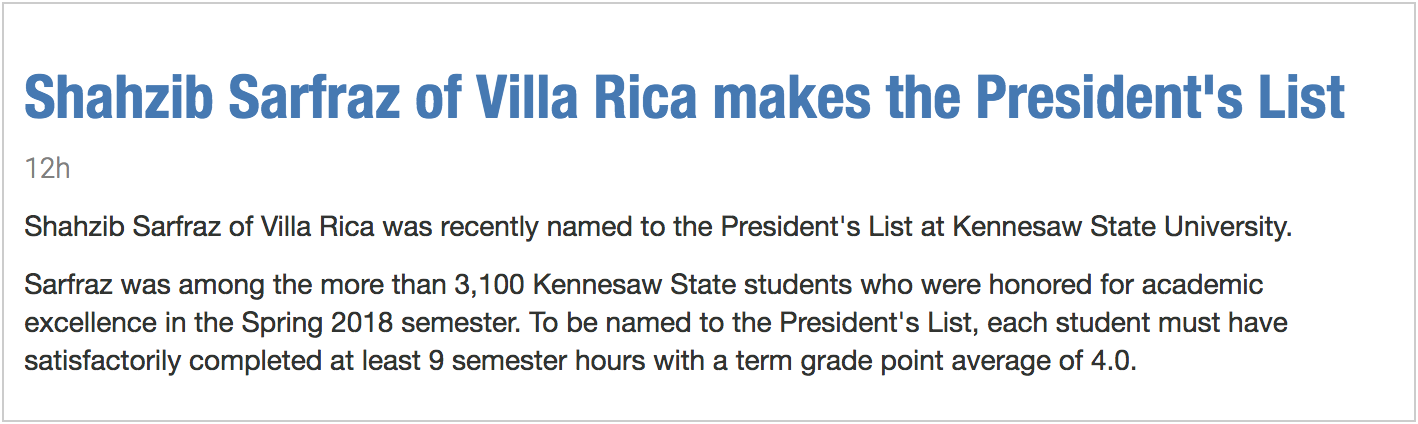 Shahzib Sarfraz of Villa Rica makes the President's List
12h
Shahzib Sarfraz of Villa Rica was recently named to the President's List at Kennesaw State University.
Sarfraz was among the more than 3,100 Kennesaw State students who were honored for academic
excellence in the Spring 2018 semester. To be named to the President's List, each student must have
satisfactorily completed at least 9 semester hours with a term grade point average of 4.0.